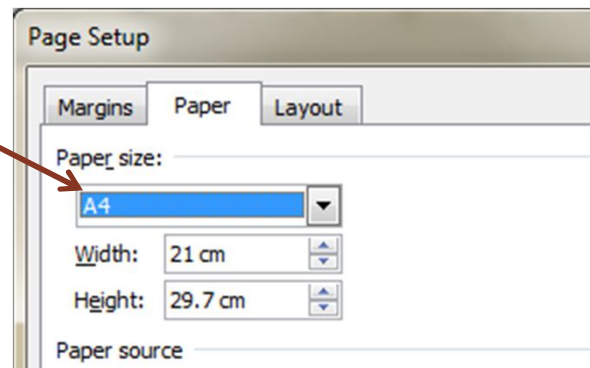 Page Setup
Margins Paper Layout
Paper size:
A4
Width: 21 cm
Height: 29.7 cm
Paper source